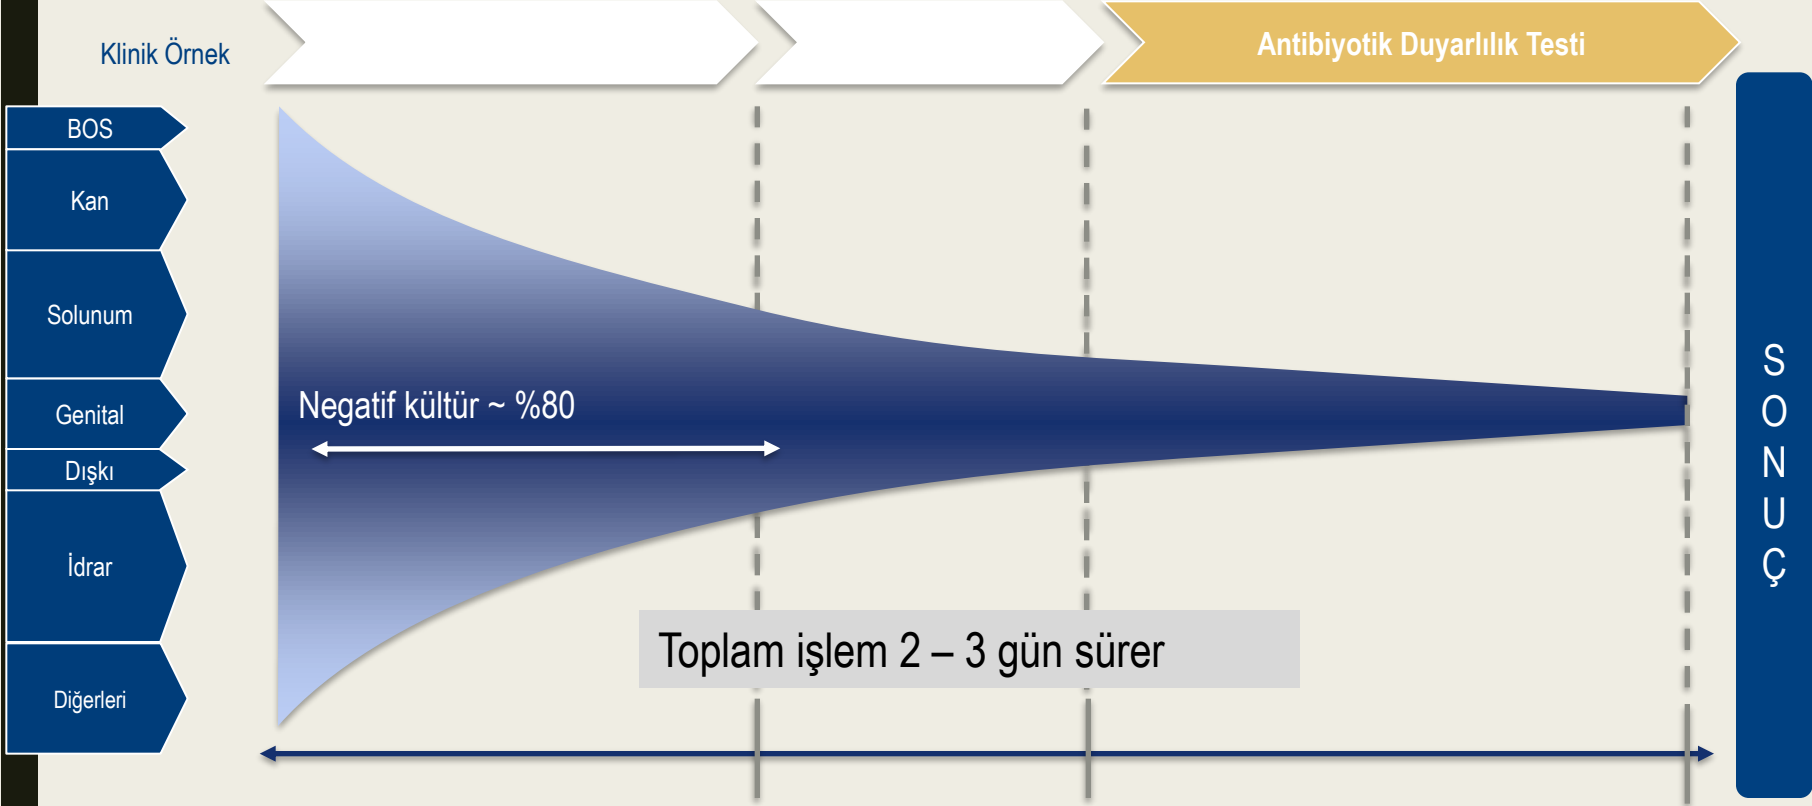 Klinik Örnek
Antibiyotik Duyarlılık Testi
BOS
Kan
Solunum
Genital
Dışkı
İdrar
Diğerleri
Negatif kültür ~ %80
Toplam işlem 2 – 3 gün sürer
S
O
N
U
Ç